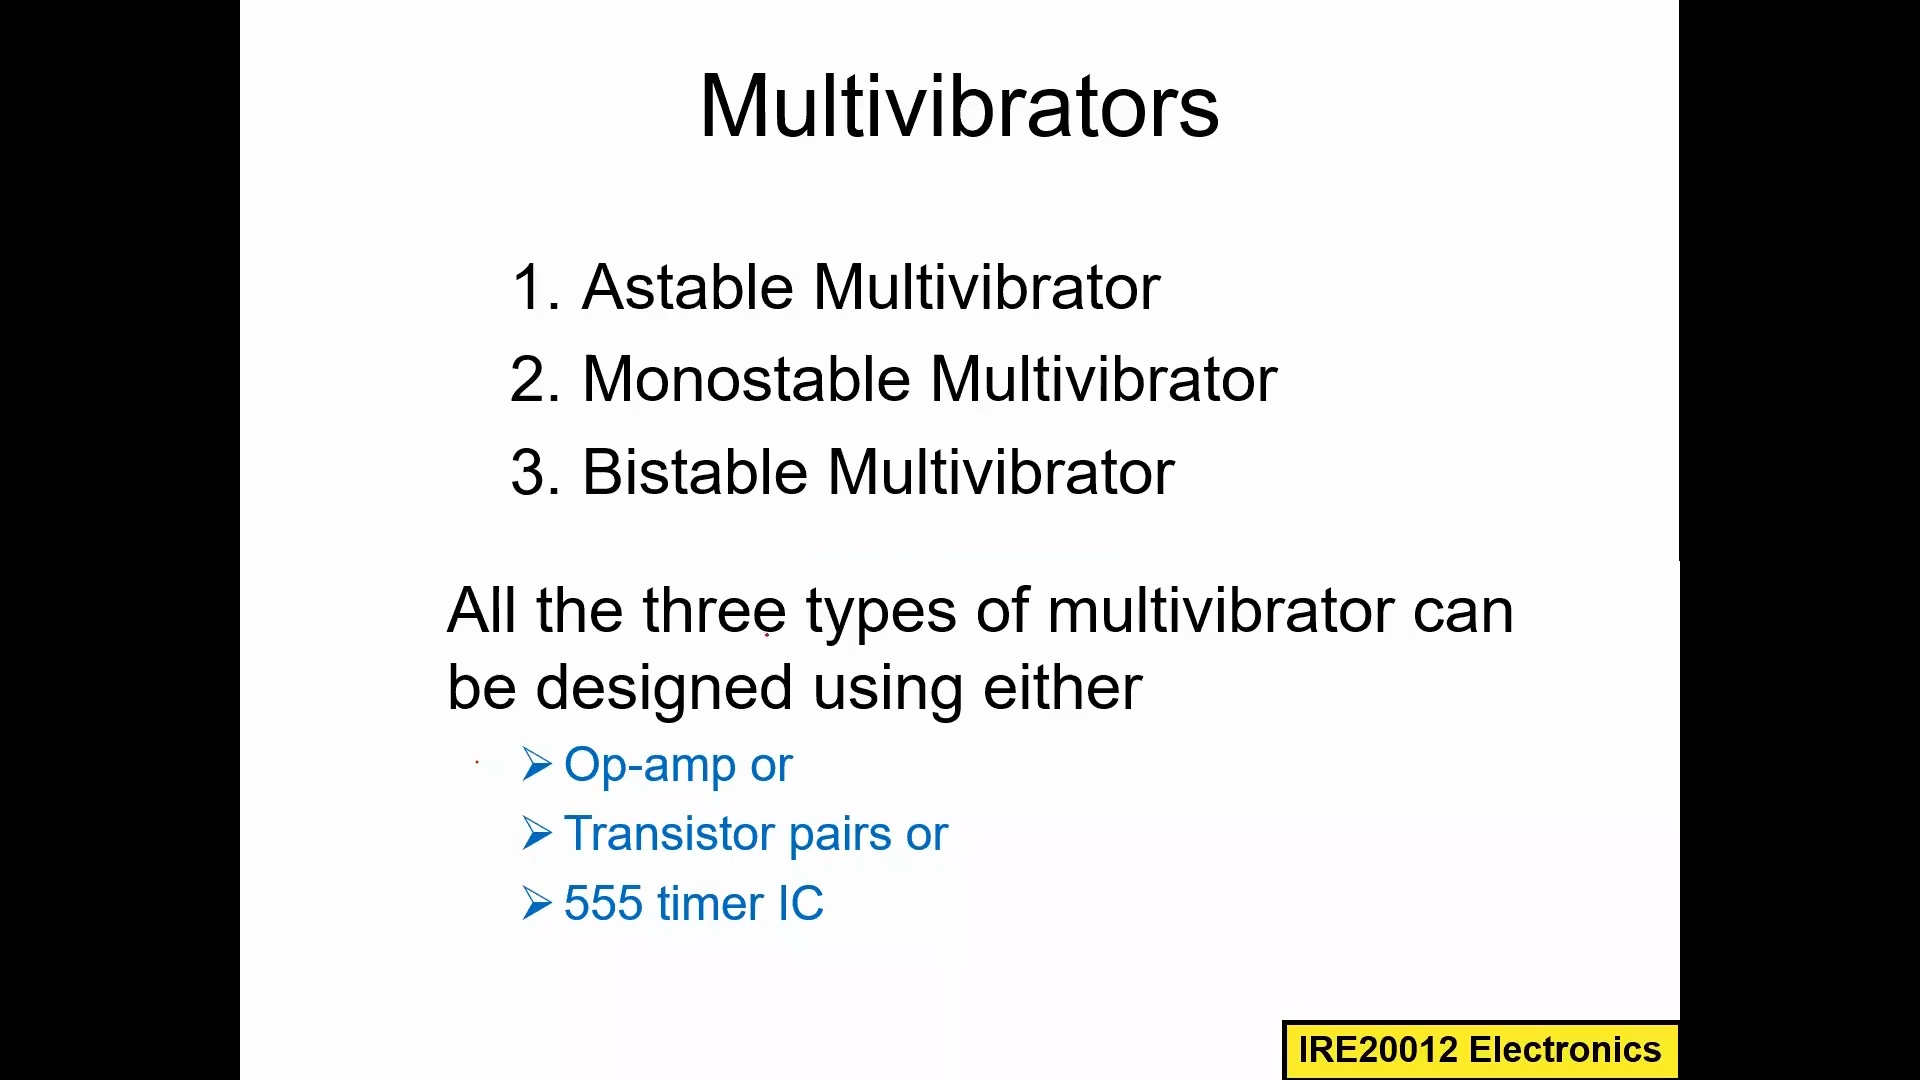 Multivibrators
1. Astable Multivibrator
2. Monostable Multivibrator
3. Bistable Multivibrator
All the three types of multivibrator can
be designed using either
➢ Op-amp or
➢ Transistor pairs or
➢ 555 timer IC
IRE20012 Electronics